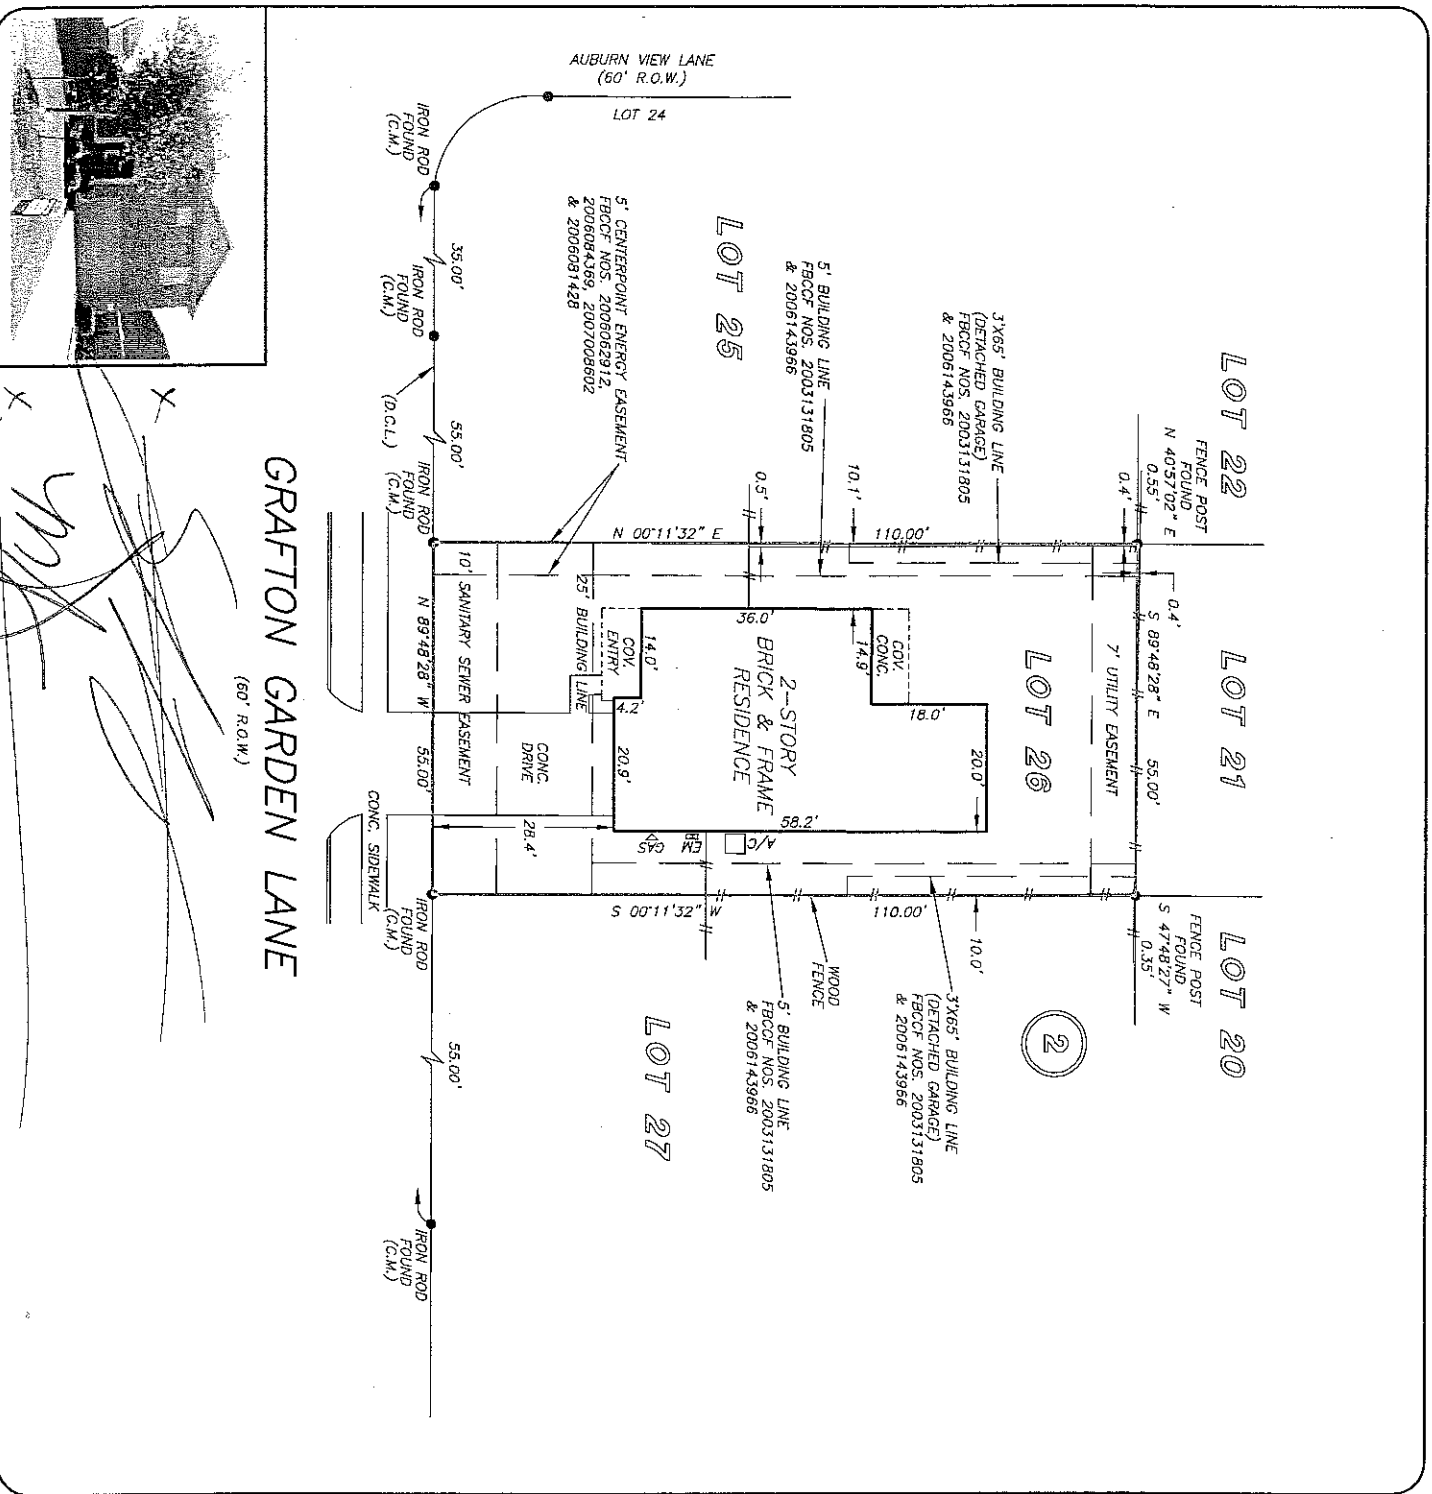 AUBURN VIEW LANE
(60' R.O.W.)
LOT 24
LOT 22
FENCE POST
FOUND
N 40°57'02" E
0.55'
0.4'
0.4'
LOT 21
S 89°48'28" E 55.00'
7' UTILITY EASEMENT
LOT 20
FENCE POST
FOUND
S 47°48'27" W
0.35'
3'X65' BUILDING LINE
(DETACHED GARAGE)
FBCCF NOS. 2003131805
& 2006143966
5' BUILDING LINE
FBCCF NOS. 2003131805
& 2006143966
LOT 25
5' CENTERPOINT ENERGY EASEMENT
FBCCF NOS. 2006062912,
2006084369, 2007008602
& 2006081428
LOT 26
2
N 00°11'32" E
110.00'
10.1'
0.5'
36.0'
14.9'
COV.
CONC.
18.0'
20.0'
2-STORY
BRICK & FRAME
RESIDENCE
58.2'
14.0'
COV.
ENTRY
4.2'
20.9'
A/C
EM
GAS
25' BUILDING LINE
CONC.
DRIVE
28.4'
10' SANITARY SEWER EASEMENT
N 89°48'28" W
55.00'
S 00°11'32" W
110.00'
10.0'
3'X65' BUILDING LINE
(DETACHED GARAGE)
FBCCF NOS. 2003131805
& 2006143966
WOOD
FENCE
5' BUILDING LINE
FBCCF NOS. 2003131805
& 2006143966
LOT 27
IRON ROD
FOUND
(C.M.)
35.00'
IRON ROD
FOUND
(C.M.)
(D.C.L.)
55.00'
IRON ROD
FOUND
(C.M.)
CONC. SIDEWALK
IRON ROD
FOUND
(C.M.)
55.00'
IRON ROD
FOUND
(C.M.)
GRAFTON GARDEN LANE
(60' R.O.W.)
X
X